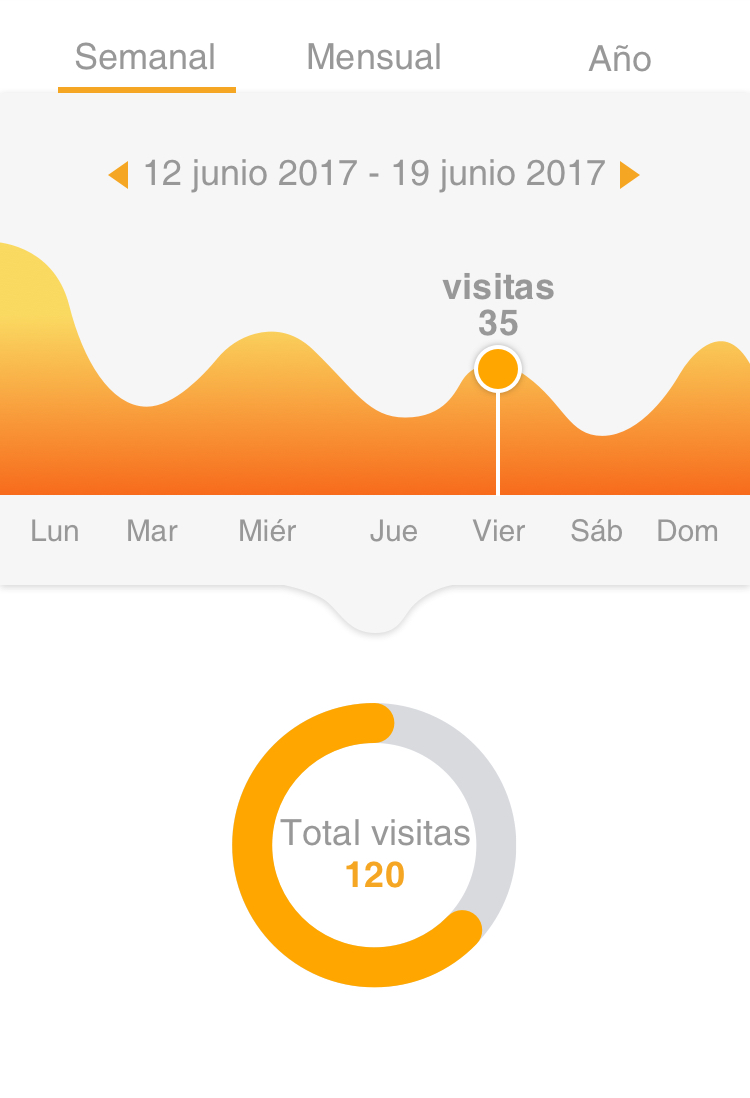 Semanal Mensual Año
12 junio 2017 - 19 junio 2017
visitas
35
Lun Mar Miér Jue Vier Sáb Dom
Total visitas
120